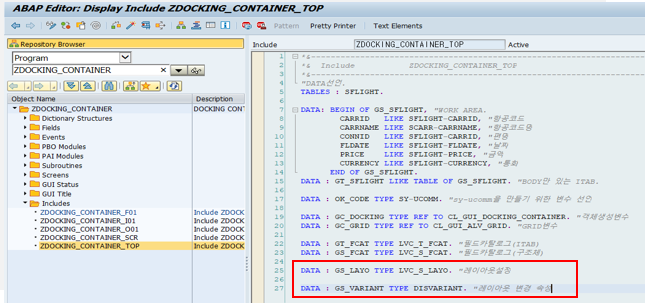 ABAP Editor: Display Include ZDOCKING_CONTAINER_TOP
Pattern Pretty Printer Text Elements
Repository Browser
Program
ZDOCKING_CONTAINER
Object Name Description
ZDOCKING_CONTAINER DOCKING CONT
Dictionary Structures
Fields
Events
PBO Modules
PAI Modules
Subroutines
Screens
GUI Status
GUI Title
Includes
ZDOCKING_CONTAINER_F01 Include ZDOCK
ZDOCKING_CONTAINER_I01 Include ZDOCK
ZDOCKING_CONTAINER_O01 Include ZDOCK
ZDOCKING_CONTAINER_SCR Include ZDOCK
ZDOCKING_CONTAINER_TOP Include ZDOCK
Include ZDOCKING_CONTAINER_TOP Active
1 *&---------------------------------------------
2 *& Include ZDOCKING_CONTAINER_TOP
3 *&---------------------------------------------
4 "DATA선언.
5 TABLES : SFLIGHT.
6
7 DATA: BEGIN OF GS_SFLIGHT, "WORK AREA.
8 CARRID LIKE SFLIGHT-CARRID, "항공코드
9 CARRNAME LIKE SCARR-CARRNAME, "항공코드명
10 CONNID LIKE SFLIGHT-CARRID, "편명
11 FLDATE LIKE SFLIGHT-FLDATE, "날짜
12 PRICE LIKE SFLIGHT-PRICE, "금액
13 CURRENCY LIKE SFLIGHT-CURRENCY, "통화
14 END OF GS_SFLIGHT.
15 DATA : GT_SFLIGHT LIKE TABLE OF GS_SFLIGHT. "BODY만 있는 ITAB.
16
17 DATA : OK_CODE TYPE SY-UCOMM. "sy-ucomm를 만들기 위한 변수 선언
18
19 DATA : GC_DOCKING TYPE REF TO CL_GUI_DOCKING_CONTAINER. "객체생성변수
20 DATA : GC_GRID TYPE REF TO CL_GUI_ALV_GRID. "GRID변수
21
22 DATA : GT_FCAT TYPE LVC_T_FCAT. "필드카탈로그(ITAB)
23 DATA : GS_FCAT TYPE LVC_S_FCAT. "필드카탈로그(구조체)
24
25 DATA : GS_LAYO TYPE LVC_S_LAYO. "레이아웃설정
26
27 DATA : GS_VARIANT TYPE DISVARIANT. "레이아웃 변경 속성